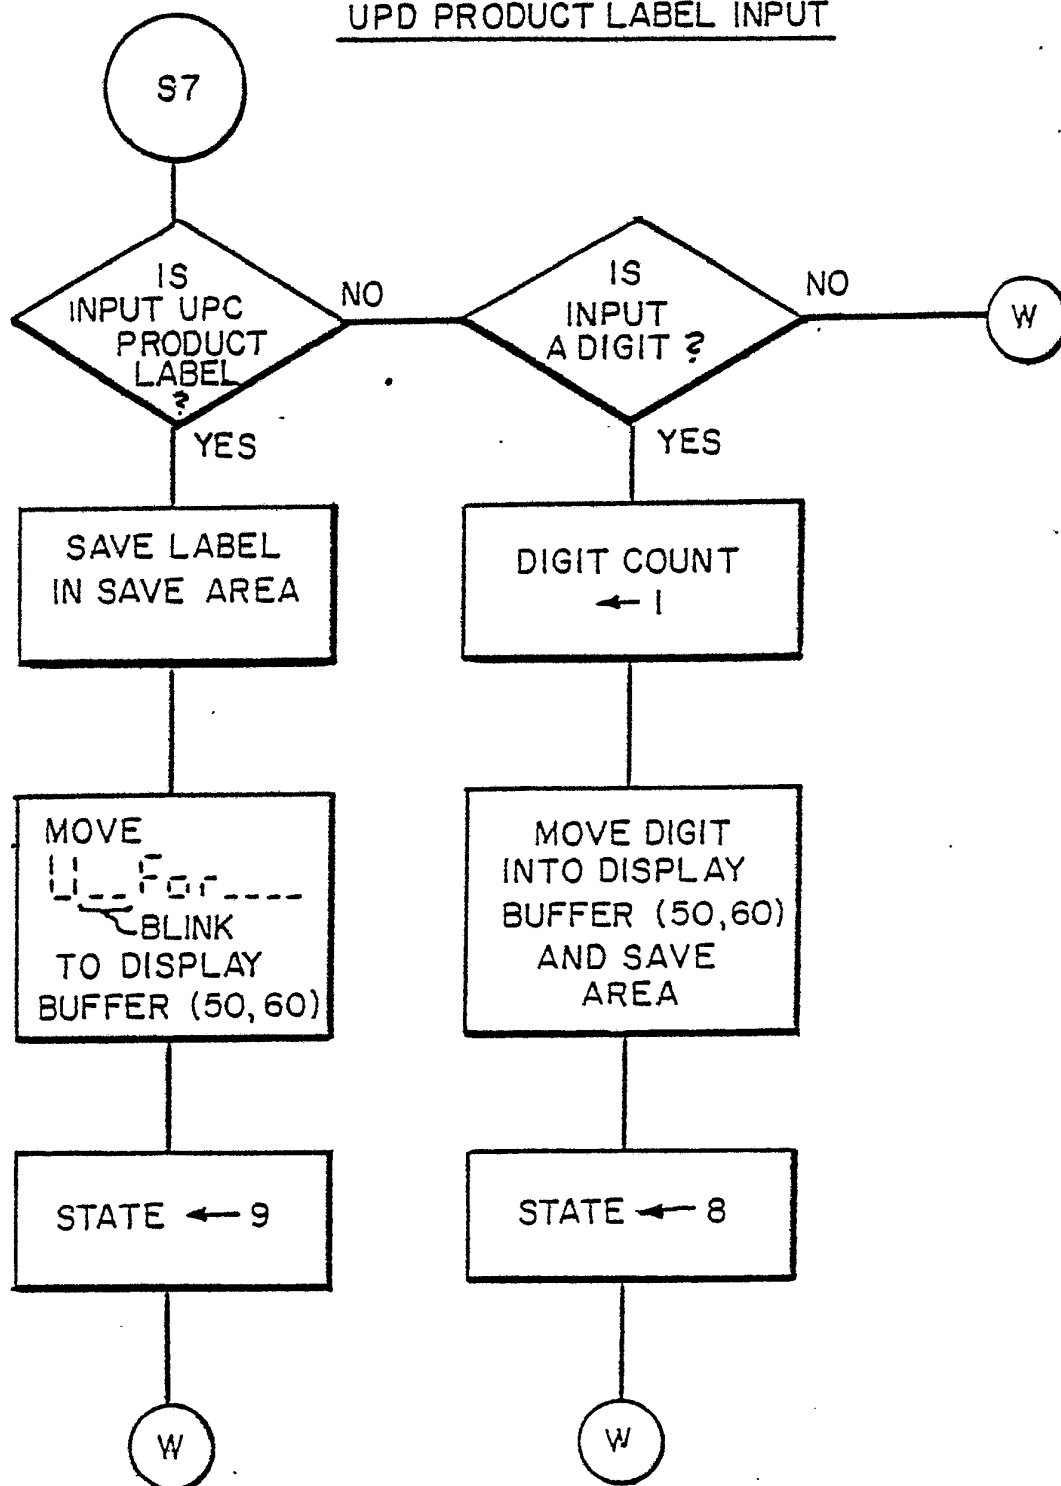 UPD PRODUCT LABEL INPUT
S7
IS
INPUT UPC
PRODUCT
LABEL
?
NO
YES
IS
INPUT
A DIGIT ?
NO
YES
W
SAVE LABEL
IN SAVE AREA
DIGIT COUNT
← 1
MOVE
U__For____
BLINK
TO DISPLAY
BUFFER (50,60)
MOVE DIGIT
INTO DISPLAY
BUFFER (50,60)
AND SAVE
AREA
STATE ← 9
STATE ← 8
W
W